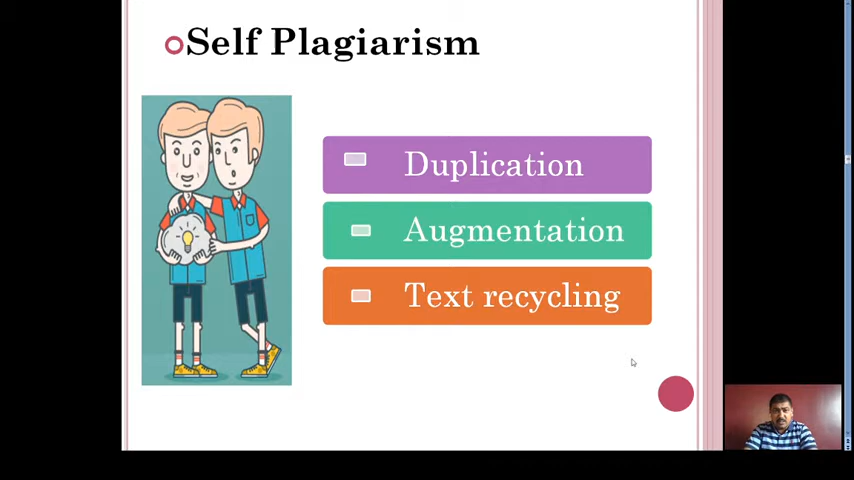 Self Plagiarism
Duplication
Augmentation
Text recycling